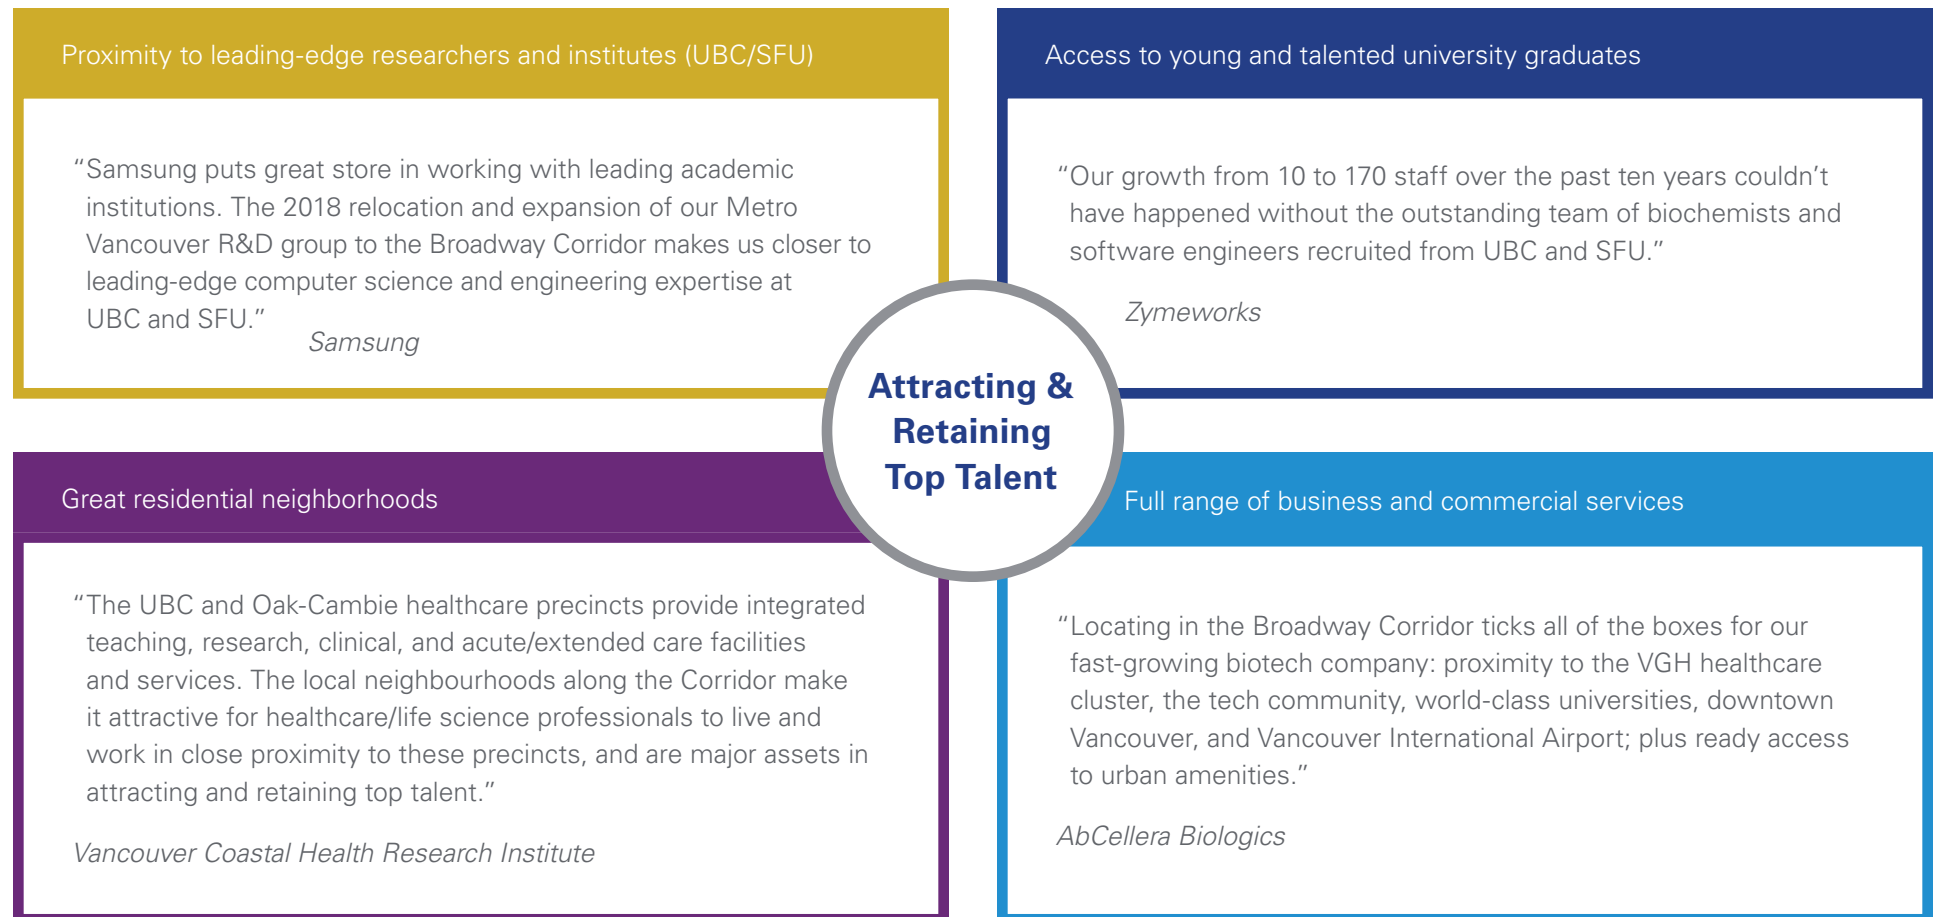 Proximity to leading-edge researchers and institutes (UBC/SFU)
“Samsung puts great store in working with leading academic
institutions. The 2018 relocation and expansion of our Metro
Vancouver R&D group to the Broadway Corridor makes us closer to
leading-edge computer science and engineering expertise at
UBC and SFU.”
Samsung
Access to young and talented university graduates
“Our growth from 10 to 170 staff over the past ten years couldn’t
have happened without the outstanding team of biochemists and
software engineers recruited from UBC and SFU.”
Zymeworks
Attracting &
Retaining
Top Talent
Great residential neighborhoods
“The UBC and Oak-Cambie healthcare precincts provide integrated
teaching, research, clinical, and acute/extended care facilities
and services. The local neighbourhoods along the Corridor make
it attractive for healthcare/life science professionals to live and
work in close proximity to these precincts, and are major assets in
attracting and retaining top talent.”
Vancouver Coastal Health Research Institute
Full range of business and commercial services
“Locating in the Broadway Corridor ticks all of the boxes for our
fast-growing biotech company: proximity to the VGH healthcare
cluster, the tech community, world-class universities, downtown
Vancouver, and Vancouver International Airport; plus ready access
to urban amenities.”
AbCellera Biologics